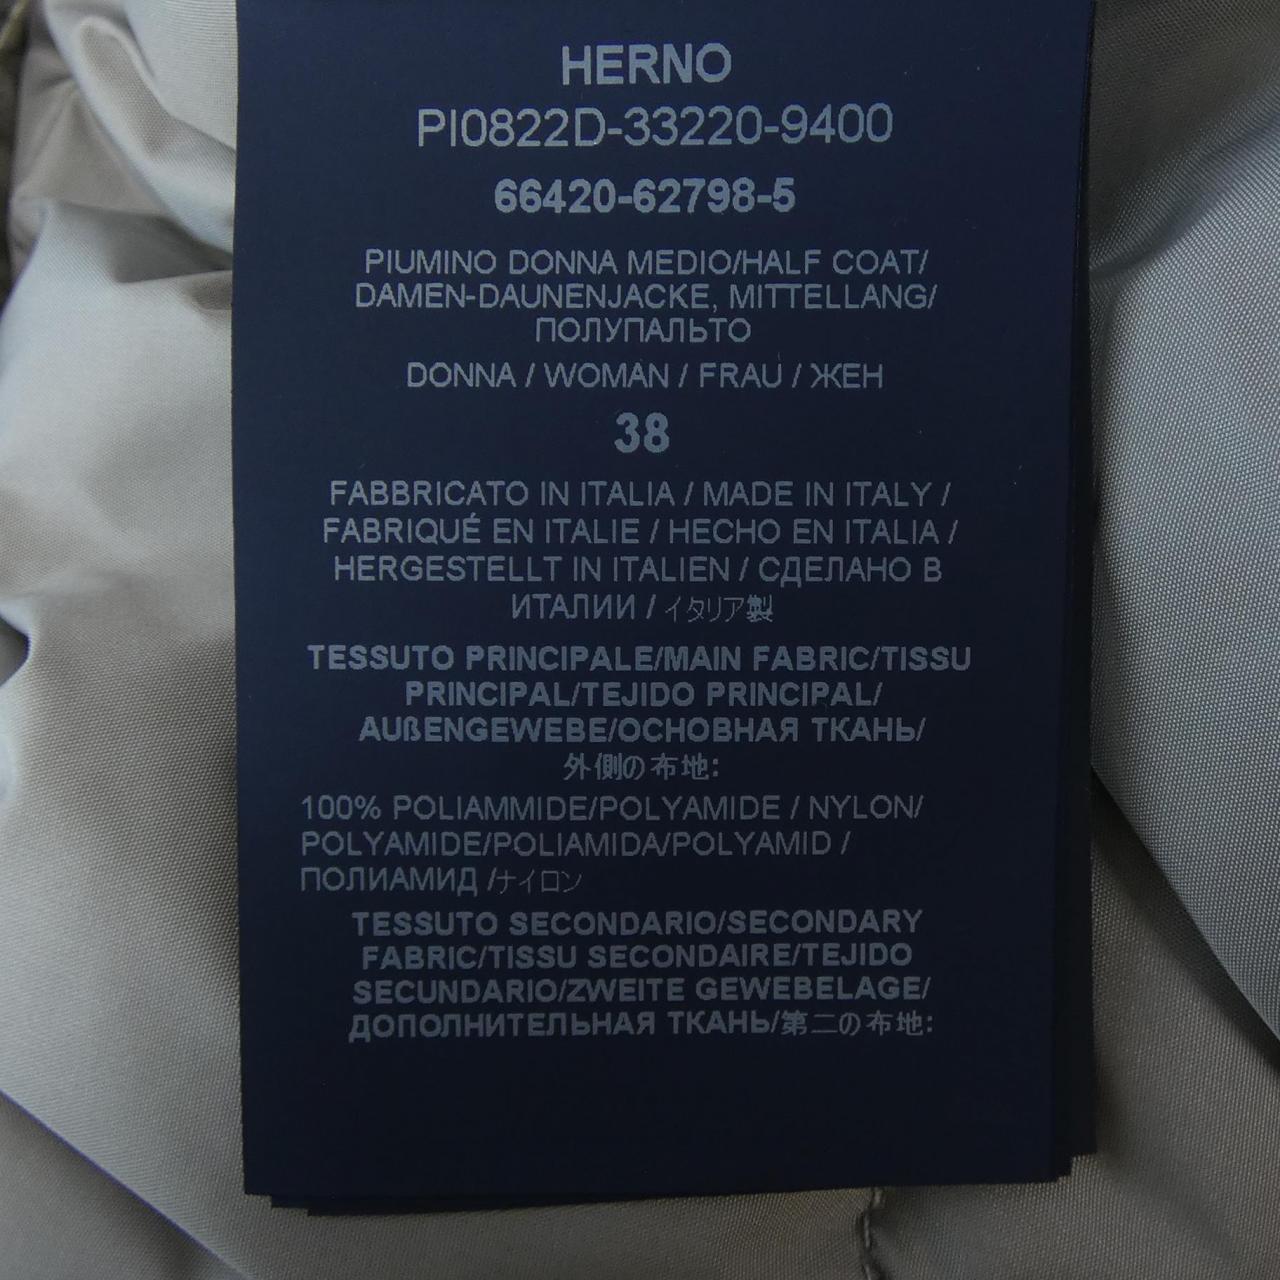 HERNO
PI0822D-33220-9400
66420-62798-5
PIUMINO DONNA MEDIO/HALF COAT/
DAMEN-DAUNENJACKE, MITTELLANG/
ПОЛУПАЛЬТО
DONNA / WOMAN / FRAU / ЖЕН
38
FABBRICATO IN ITALIA / MADE IN ITALY /
FABRIQUÉ EN ITALIE / HECHO EN ITALIA /
HERGESTELLT IN ITALIEN / СДЕЛАНО В
ИТАЛИИ / イタリア製
TESSUTO PRINCIPALE/MAIN FABRIC/TISSU
PRINCIPAL/TEJIDO PRINCIPAL/
AUßENGEWEBE/ОСНОВНАЯ ТКАНЬ/
外側の布地:
100% POLIAMMIDE/POLYAMIDE / NYLON/
POLYAMIDE/POLIAMIDA/POLYAMID /
ПОЛИАМИД /ナイロン
TESSUTO SECONDARIO/SECONDARY
FABRIC/TISSU SECONDAIRE/TEJIDO
SECUNDARIO/ZWEITE GEWEBELAGE/
ДОПОЛНИТЕЛЬНАЯ ТКАНЬ/第二の布地: